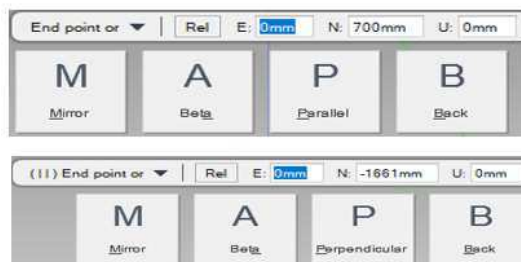 End point or Rel E: 0mm N: 700mm U: 0mm
M A P B
Mirror Beta Parallel Back
(11) End point or Rel E: 0mm N: -1661mm U: 0mm
M A P B
Mirror Beta Perpendicular Back